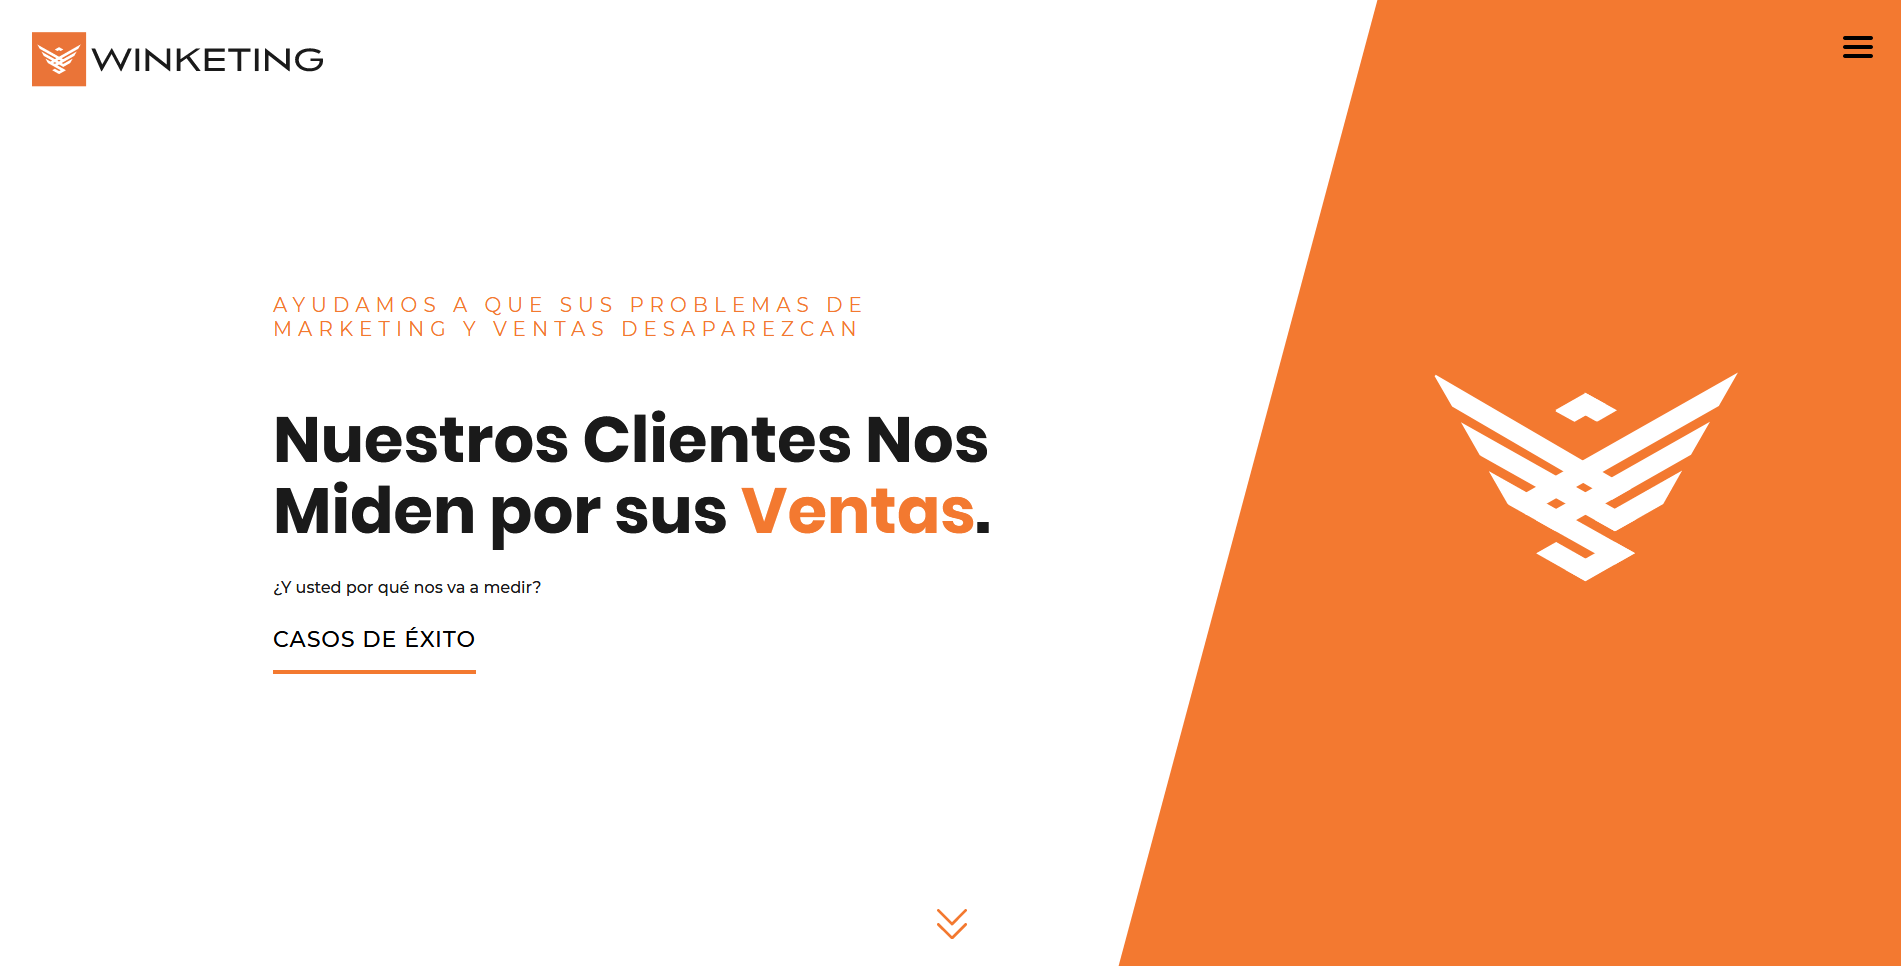 WINKETING
AYUDAMOS A QUE SUS PROBLEMAS DE
MARKETING Y VENTAS DESAPAREZCAN
Nuestros Clientes Nos
Miden por sus Ventas.
¿Y usted por qué nos va a medir?
CASOS DE ÉXITO